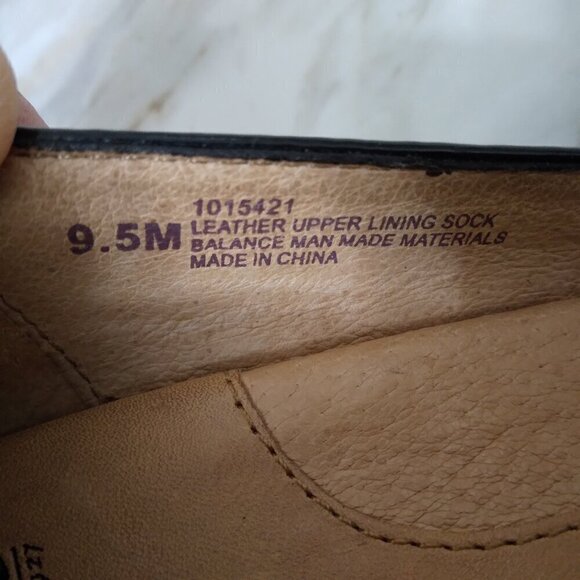 9.5M
1015421
LEATHER UPPER LINING SOCK
BALANCE MAN MADE MATERIALS
MADE IN CHINA